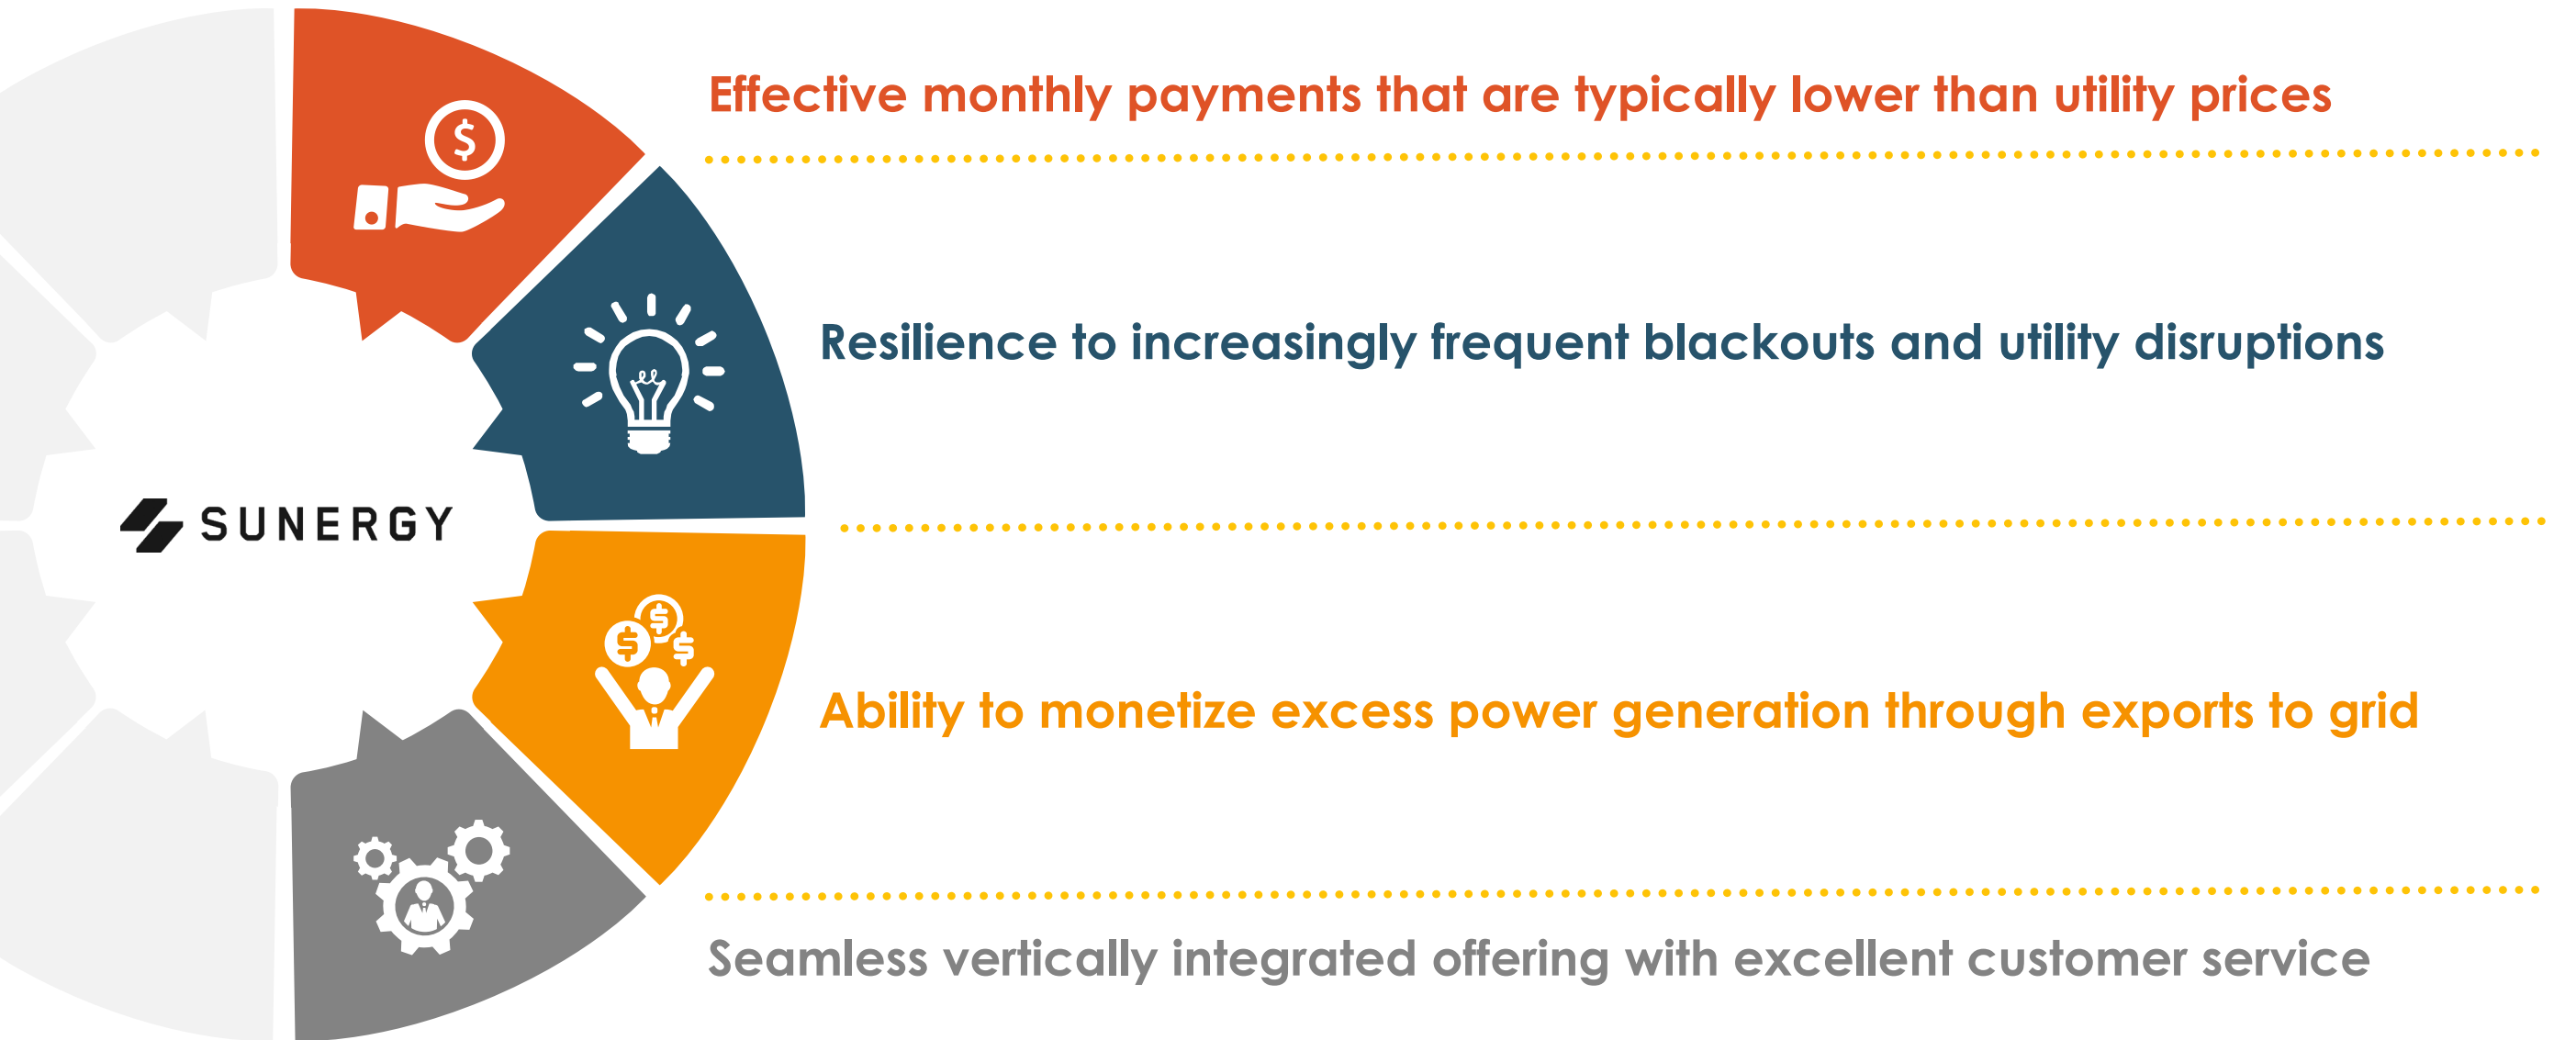 Effective monthly payments that are typically lower than utility prices
Resilience to increasingly frequent blackouts and utility disruptions
SUNERGY
Ability to monetize excess power generation through exports to grid
Seamless vertically integrated offering with excellent customer service